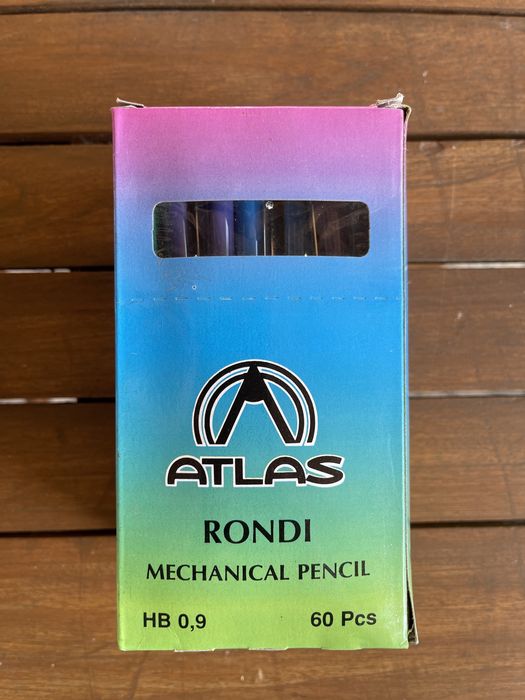 ATLAS
RONDI
MECHANICAL PENCIL
HB 0,9 60 Pcs